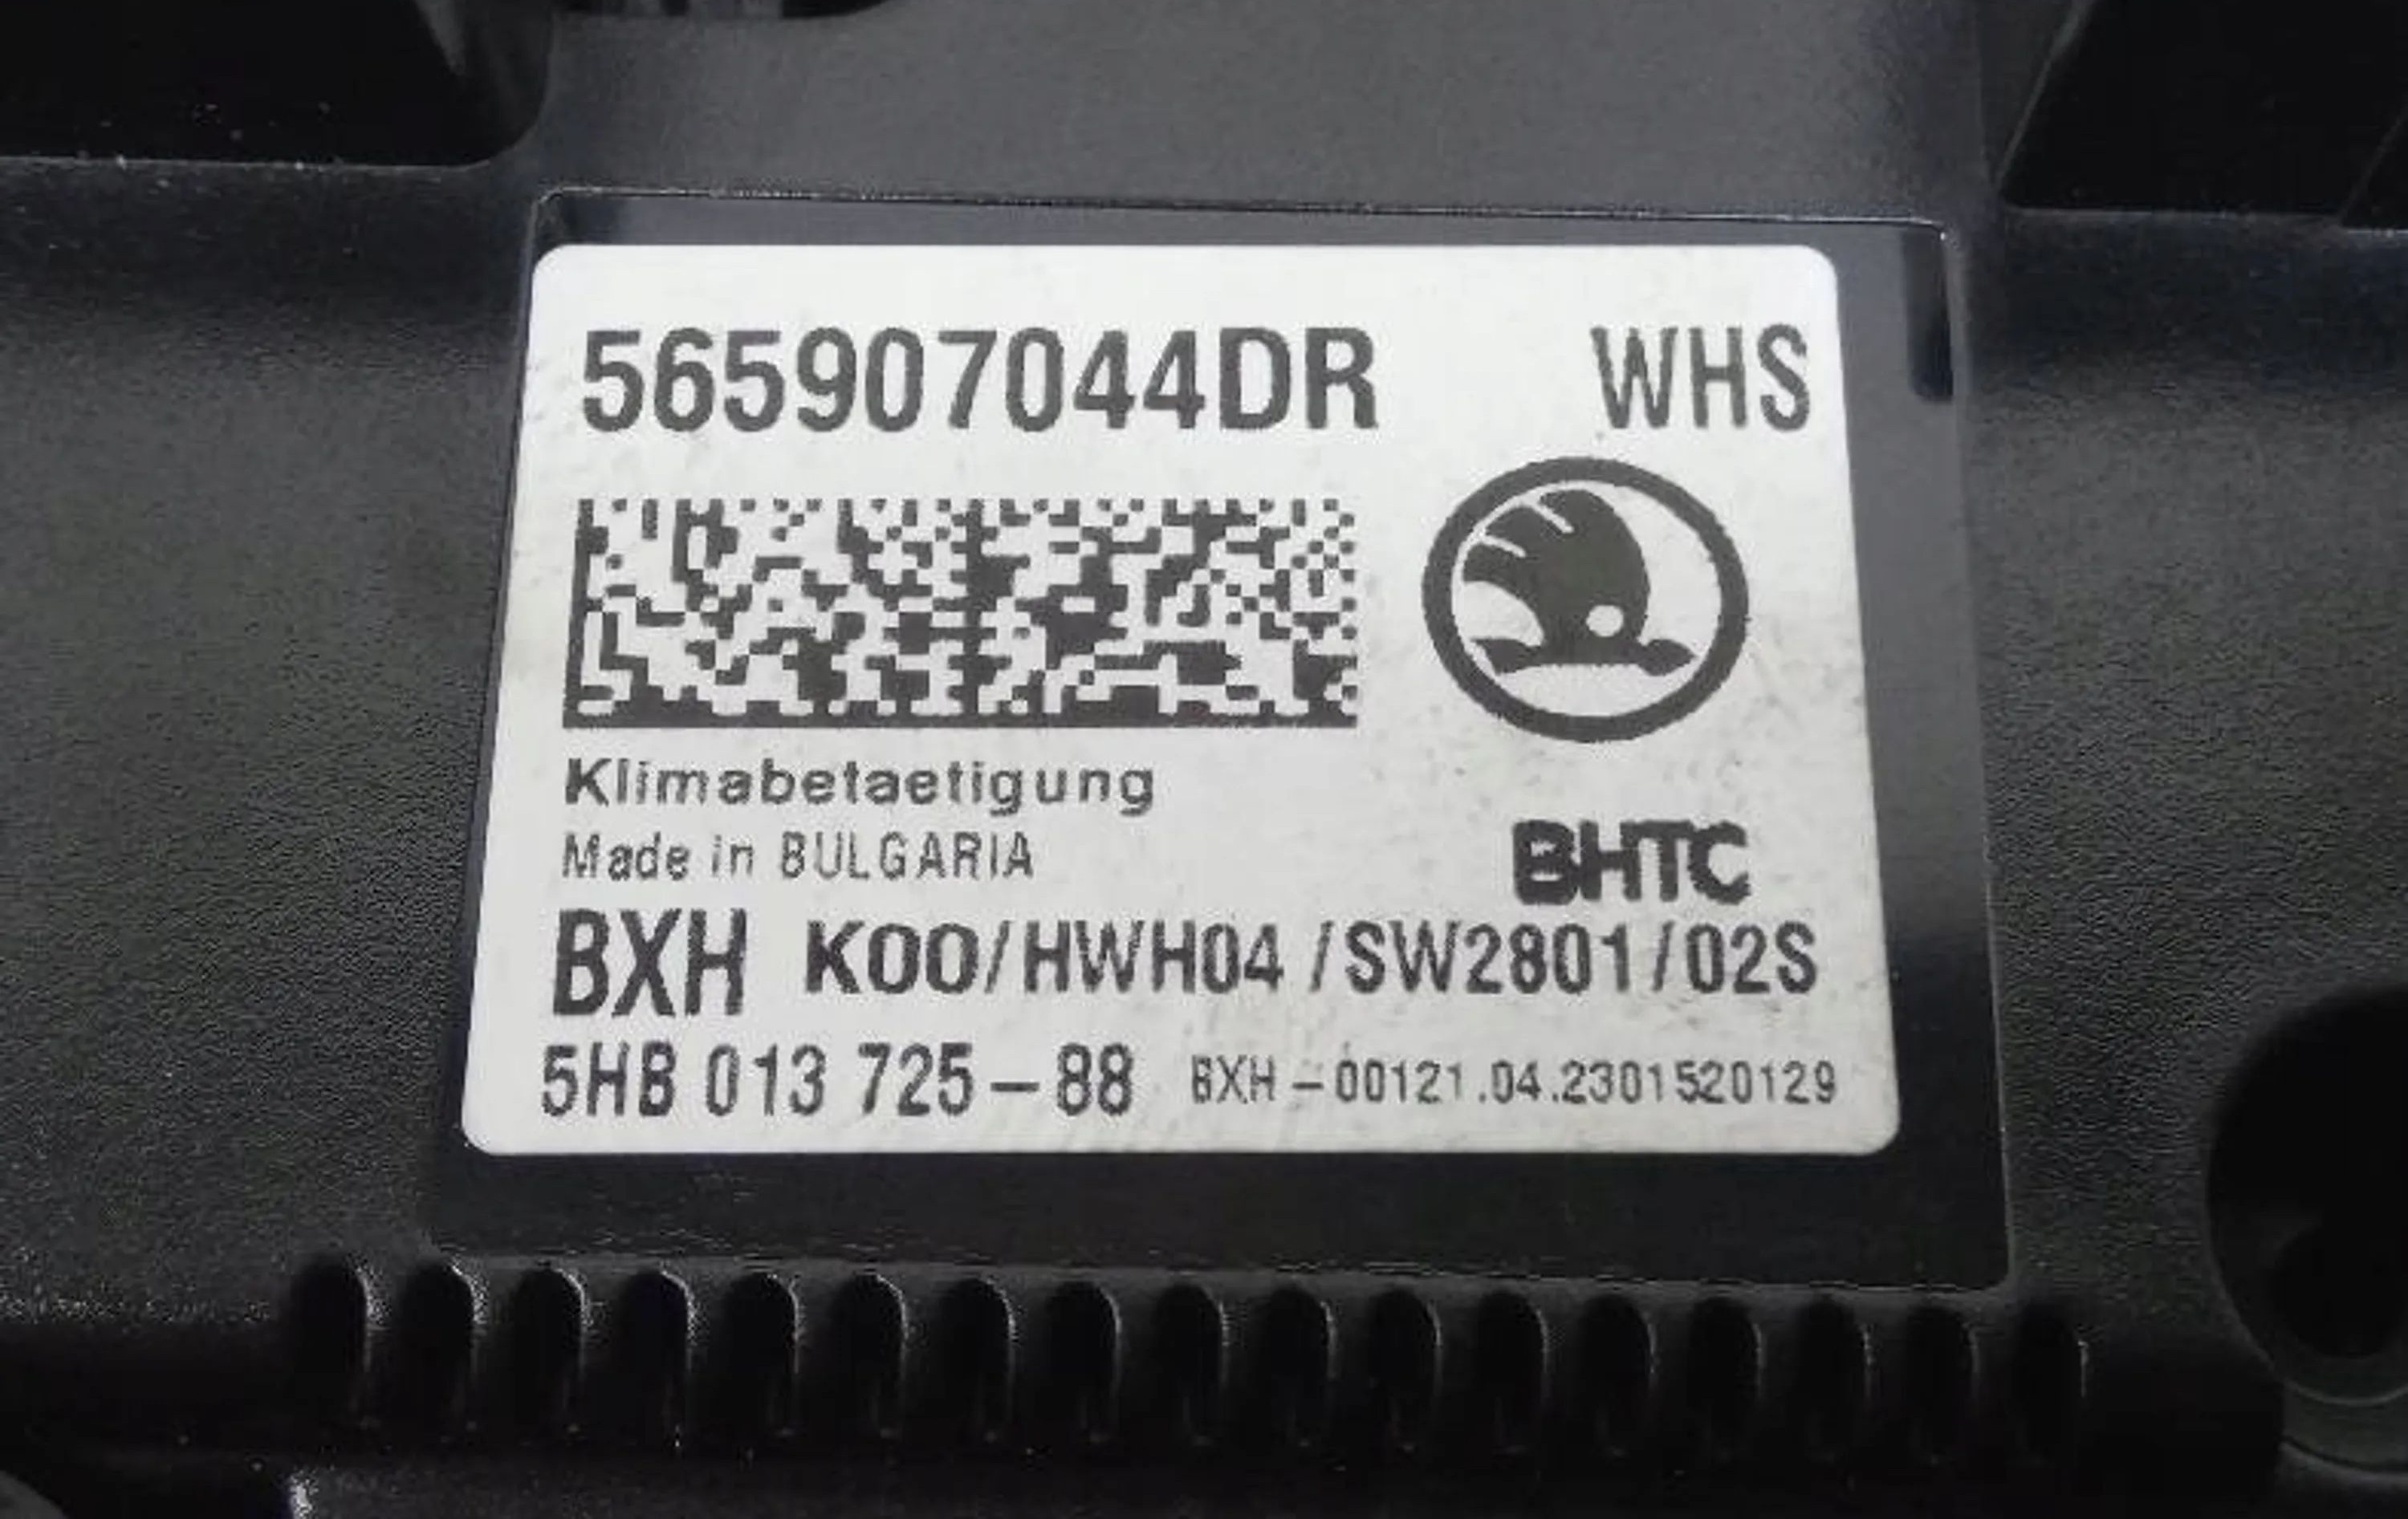 565907044DR WHS
Klimabetaetigung
Made in BULGARIA
BHTC
BXH K00/HWH04/SW2801/02S
5HB 013 725-88 BXH-00121.04.2301520129